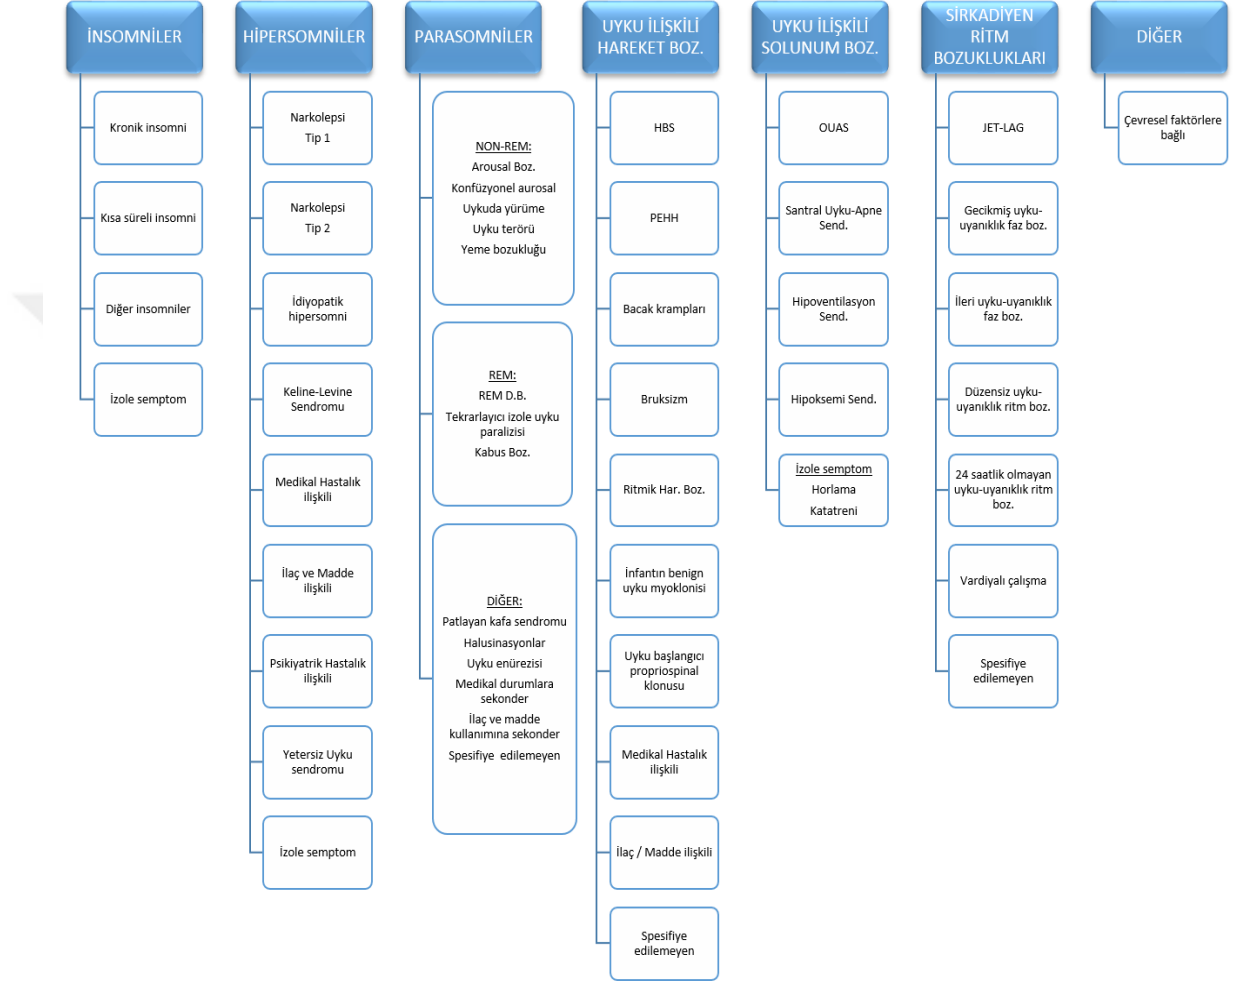 İNSOMNİLER
Kronik insomni
Kısa süreli insomni
Diğer insomniler
İzole semptom
HİPERSOMNİLER
Narkolepsi
Tip 1
Narkolepsi
Tip 2
İdiyopatik
hipersomni
Keline-Levine
Sendromu
Medikal Hastalık
ilişkili
İlaç ve Madde
ilişkili
Psikiyatrik Hastalık
ilişkili
Yetersiz Uyku
sendromu
İzole semptom
PARASOMNİLER
NON-REM:
Arousal Boz.
Konfüzyonel aurosal
Uykuda yürüme
Uyku terörü
Yeme bozukluğu
REM:
REM D.B.
Tekrarlayıcı izole uyku
paralizisi
Kabus Boz.
DİĞER:
Patlayan kafa sendromu
Halusinasyonlar
Uyku enürezisi
Medikal durumlara
sekonder
İlaç ve madde
kullanımına sekonder
Spesifiye edilemeyen
UYKU İLİŞKİLİ
HAREKET BOZ.
HBS
PEHH
Bacak krampları
Bruksizm
Ritmik Har. Boz.
İnfantın benign
uyku myoklonisi
Uyku başlangıcı
propriospinal
klonusu
Medikal Hastalık
ilişkili
İlaç / Madde ilişkili
Spesifiye
edilemeyen
UYKU İLİŞKİLİ
SOLUNUM BOZ.
OUAS
Santral Uyku-Apne
Send.
Hipoventilasyon
Send.
Hipoksemi Send.
İzole semptom
Horlama
Katatreni
SİRKADİYEN
RİTM
BOZUKLUKLARI
JET-LAG
Gecikmiş uyku-
uyanıklık faz boz.
İleri uyku-uyanıklık
faz boz.
Düzensiz uyku-
uyanıklık ritm boz.
24 saatlik olmayan
uyku-uyanıklık ritm
boz.
Vardiyalı çalışma
Spesifiye
edilemeyen
DİĞER
Çevresel faktörlere
bağlı